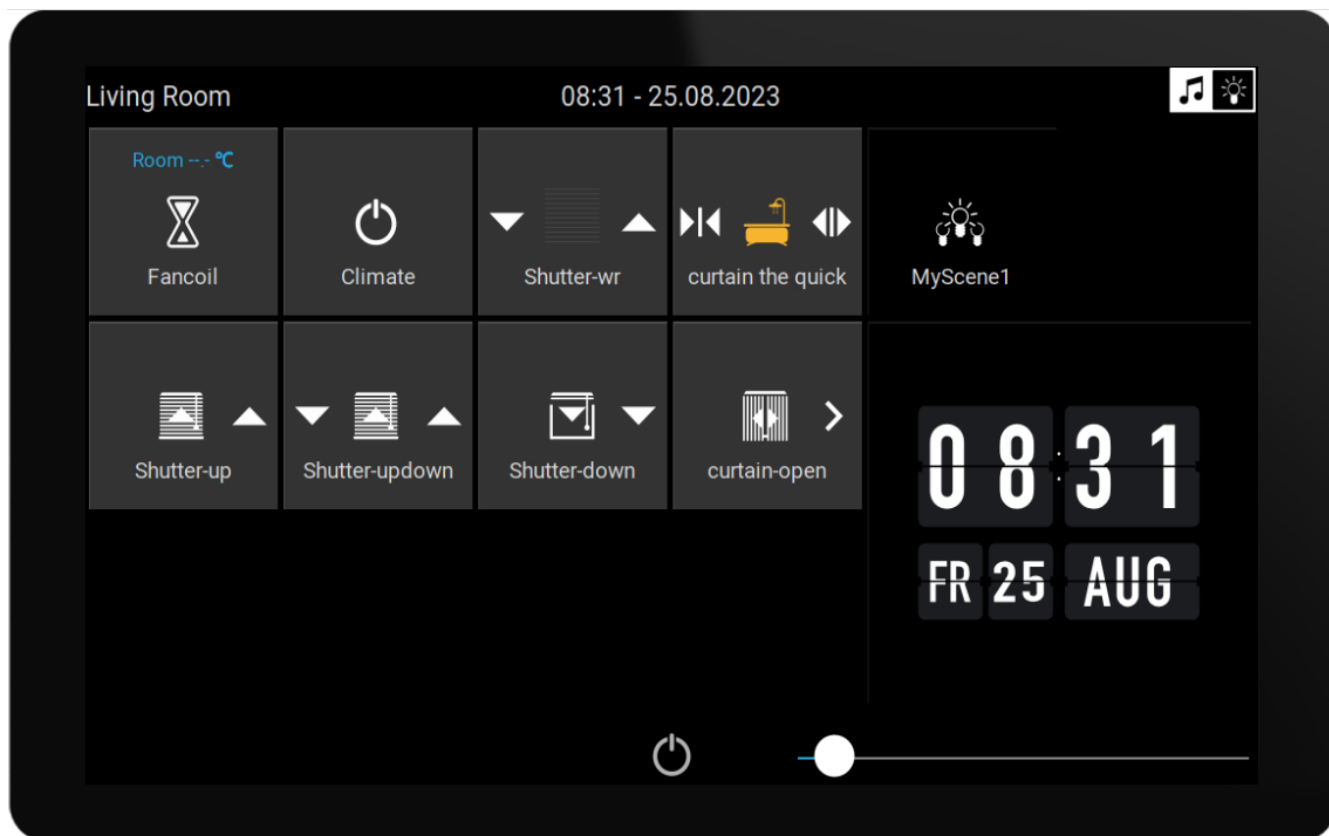 Living Room
08:31 - 25.08.2023
Room --.- °C
Fancoil
Climate
Shutter-wr
curtain the quick
MyScene1
Shutter-up
Shutter-updown
Shutter-down
curtain-open
08:31
FR 25 AUG